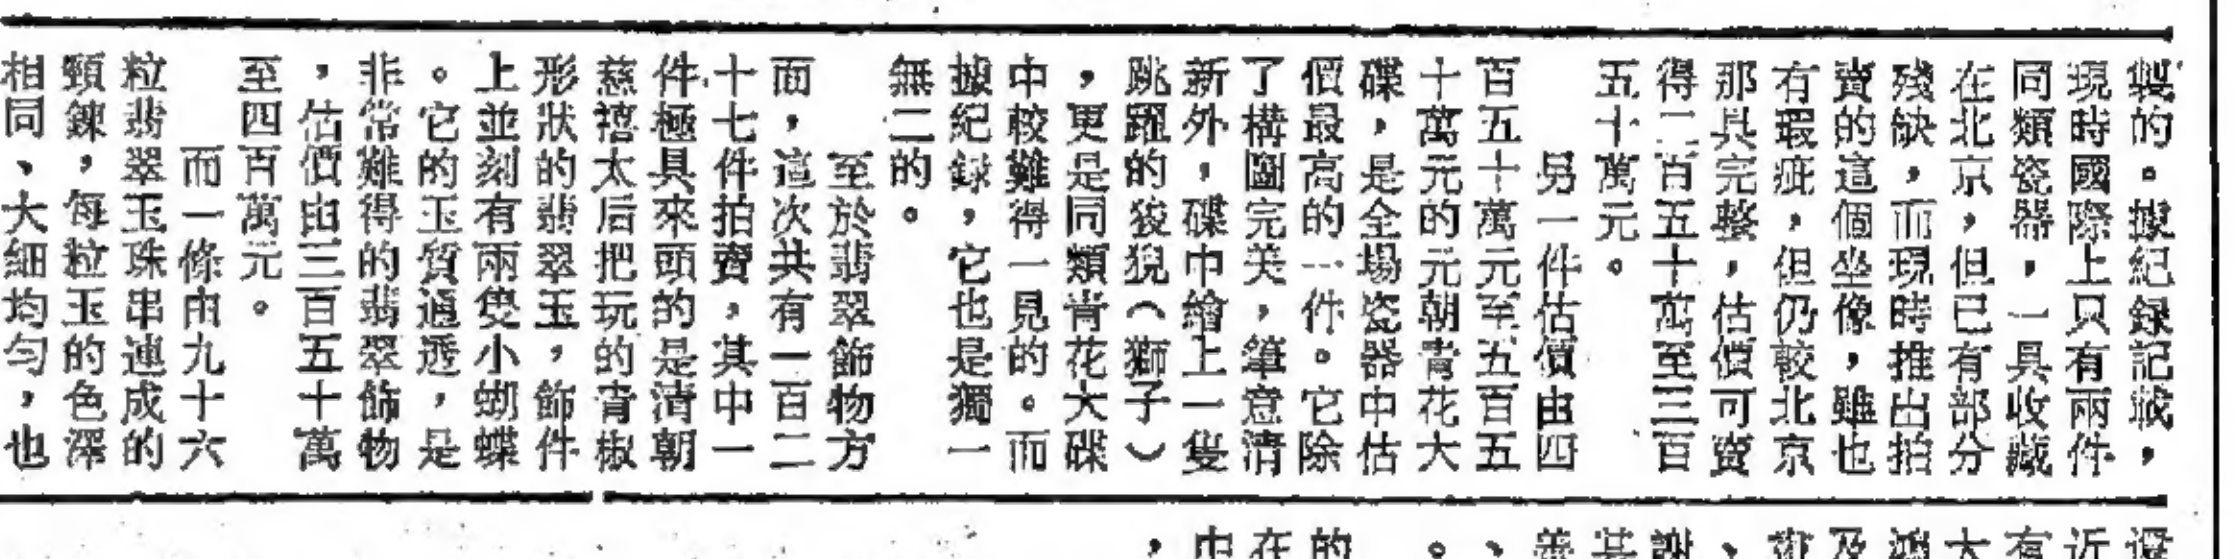 製的。據紀録記載，
現時國際上只有兩件
同類瓷器，一具收藏
在北京，但已有部分
殘缺，而現時推出拍
賣的這個坐像，雖也
有瑕疵，但仍較北京
那具完整，估價可賣
得二百五十萬至三百
五十萬元。
另一件估價由四
百五十萬元至五百五
十萬元的元朝青花大
碟，是全場瓷器中估
價最高的一件。它除
了構圖完美，筆意清
新外，碟中繪上一隻
跳躍的狻猊（獅子）
，更是同類青花大碟
中較難得一見的。而
據紀録，它也是獨一
無二的。
至於翡翠飾物方
面，這次共有一百二
十七件拍賣，其中一
件極具來頭的是清朝
慈禧太后把玩的青椒
形狀的翡翠玉，飾件
上並刻有兩隻小蝴蝶
。它的玉質通透，是
非常難得的翡翠飾物
，估價由三百五十萬
至四百萬元。
而一條由九十六
粒翡翠玉珠串連成的
頸鍊，每粒玉的色澤
相同、大細均勻，也